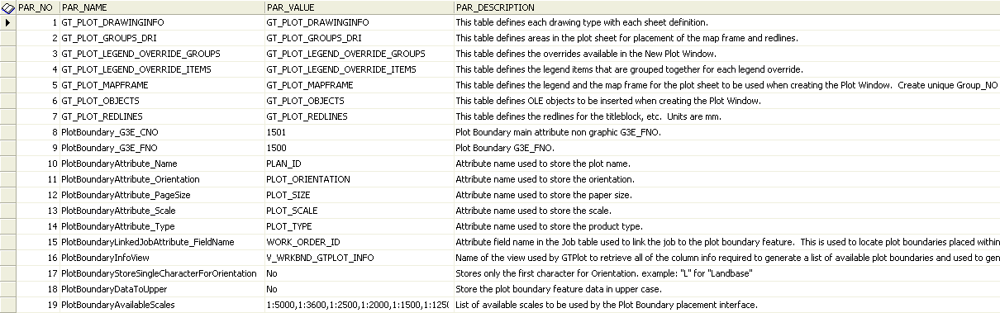 PAR_NO PAR_NAME PAR_VALUE PAR_DESCRIPTION
1 GT_PLOT_DRAWINGINFO GT_PLOT_DRAWINGINFO This table defines each drawing type with each sheet definition.
2 GT_PLOT_GROUPS_DRI GT_PLOT_GROUPS_DRI This table defines areas in the plot sheet for placement of the map frame and redlines.
3 GT_PLOT_LEGEND_OVERRIDE_GROUPS GT_PLOT_LEGEND_OVERRIDE_GROUPS This table defines the overrides available in the New Plot Window.
4 GT_PLOT_LEGEND_OVERRIDE_ITEMS GT_PLOT_LEGEND_OVERRIDE_ITEMS This table defines the legend items that are grouped together for each legend override.
5 GT_PLOT_MAPFRAME GT_PLOT_MAPFRAME This table defines the legend and the map frame for the plot sheet to be used when creating the Plot Window. Create unique Group_NO
6 GT_PLOT_OBJECTS GT_PLOT_OBJECTS This table defines OLE objects to be inserted when creating the Plot Window.
7 GT_PLOT_REDLINES GT_PLOT_REDLINES This table defines the redlines for the titleblock, etc. Units are mm.
8 PlotBoundary_G3E_CNO 1501 Plot Boundary main attribute non graphic G3E_FNO.
9 PlotBoundary_G3E_FNO 1500 Plot Boundary G3E_FNO.
10 PlotBoundaryAttribute_Name PLAN_ID Attribute name used to store the plot name.
11 PlotBoundaryAttribute_Orientation PLOT_ORIENTATION Attribute name used to store the orientation.
12 PlotBoundaryAttribute_PageSize PLOT_SIZE Attribute name used to store the paper size.
13 PlotBoundaryAttribute_Scale PLOT_SCALE Attribute name used to store the scale.
14 PlotBoundaryAttribute_Type PLOT_TYPE Attribute name used to store the product type.
15 PlotBoundaryLinkedJobAttribute_FieldName WORK_ORDER_ID Attribute field name in the Job table used to link the job to the plot boundary feature. This is used to locate plot boundaries placed within
16 PlotBoundaryInfoView V_WRKBND_GTPLOT_INFO Name of the view used by GTPlot to retrieve all of the column info required to generate a list of available plot boundaries and used to gen
17 PlotBoundaryStoreSingleCharacterForOrientation No Stores only the first character for Orientation. example: "L" for "Landbase"
18 PlotBoundaryDataToUpper No Store the plot boundary feature data in upper case.
19 PlotBoundaryAvailableScales 1:5000,1:3600,1:2500,1:2000,1:1500,1:1250 List of available scales to be used by the Plot Boundary placement interface.